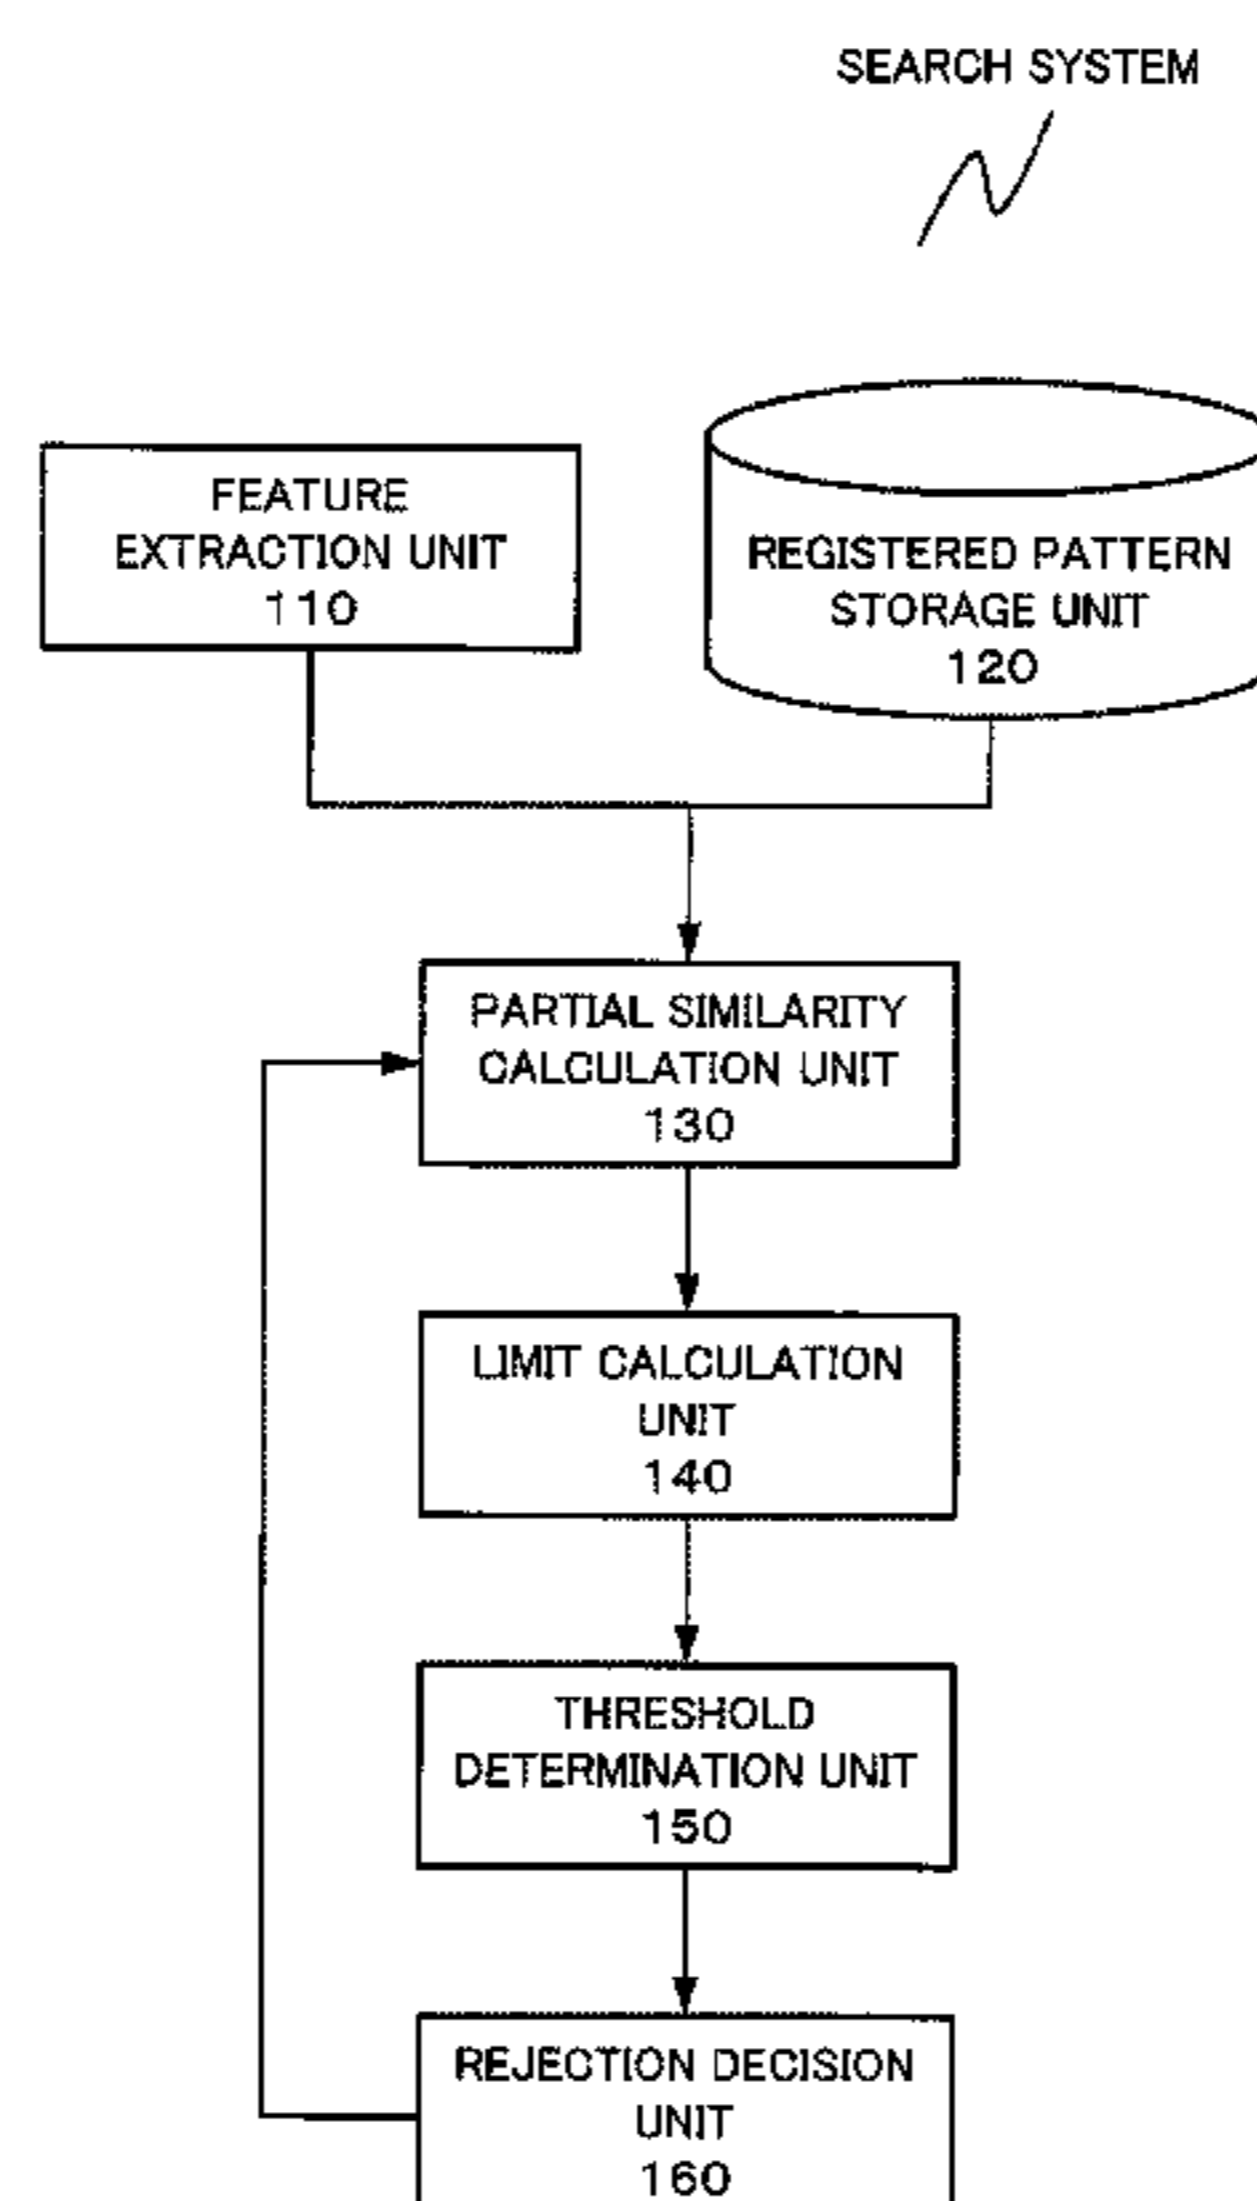 SEARCH SYSTEM
FEATURE
EXTRACTION UNIT
110
REGISTERED PATTERN
STORAGE UNIT
120
PARTIAL SIMILARITY
CALCULATION UNIT
130
LIMIT CALCULATION
UNIT
140
THRESHOLD
DETERMINATION UNIT
150
REJECTION DECISION
UNIT
160